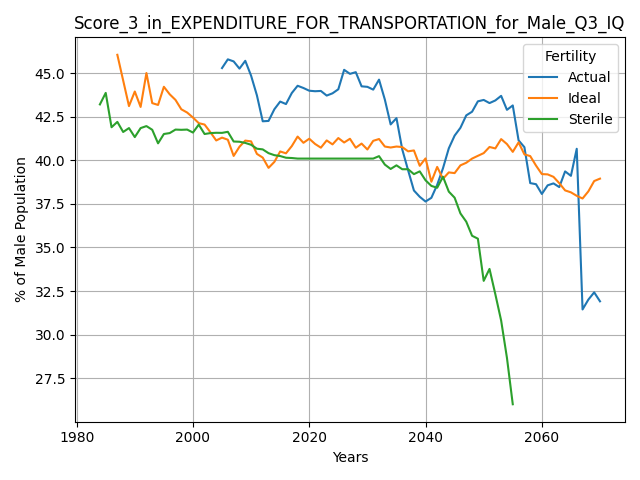 Score_3_in_EXPENDITURE_FOR_TRANSPORTATION_for_Male_Q3_IQ
Fertility
Actual
Ideal
Sterile
% of Male Population
45.0
42.5
40.0
37.5
35.0
32.5
30.0
27.5
1980
2000
2020
2040
2060
Years